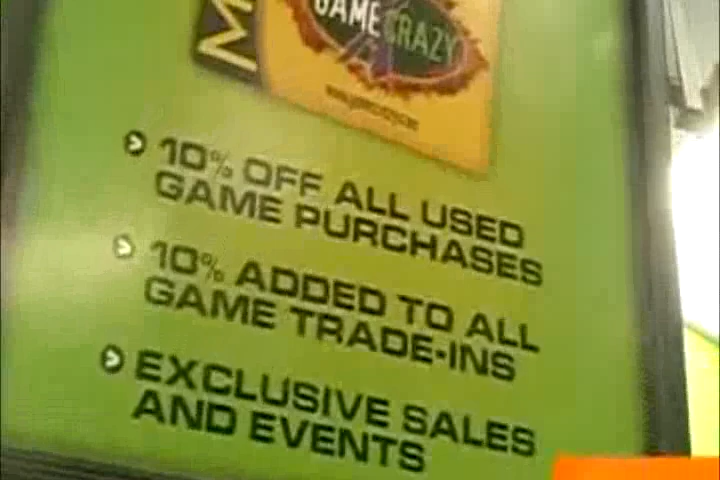 GAME CRAZY
10% OFF ALL USED
GAME PURCHASES
10% ADDED TO ALL
GAME TRADE-INS
EXCLUSIVE SALES
AND EVENTS